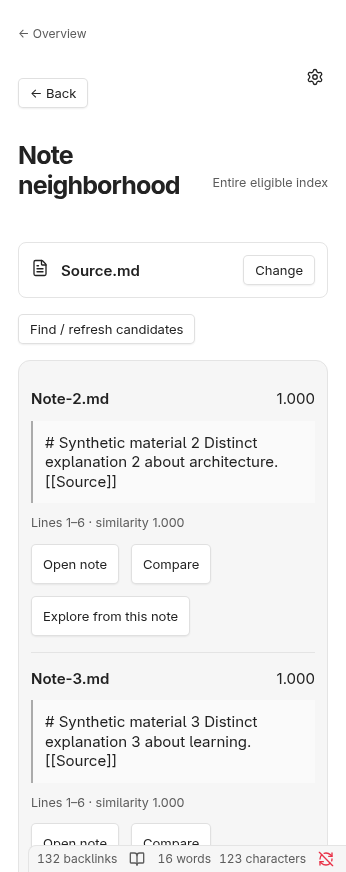 ← Overview
← Back
Note
neighborhood
Entire eligible index
Source.md
Change
Find / refresh candidates
Note-2.md
1.000
# Synthetic material 2 Distinct
explanation 2 about architecture.
[[Source]]
Lines 1–6 · similarity 1.000
Open note
Compare
Explore from this note
Note-3.md
1.000
# Synthetic material 3 Distinct
explanation 3 about learning.
[[Source]]
Lines 1–6 · similarity 1.000
Open note
Compare
132 backlinks
16 words
123 characters